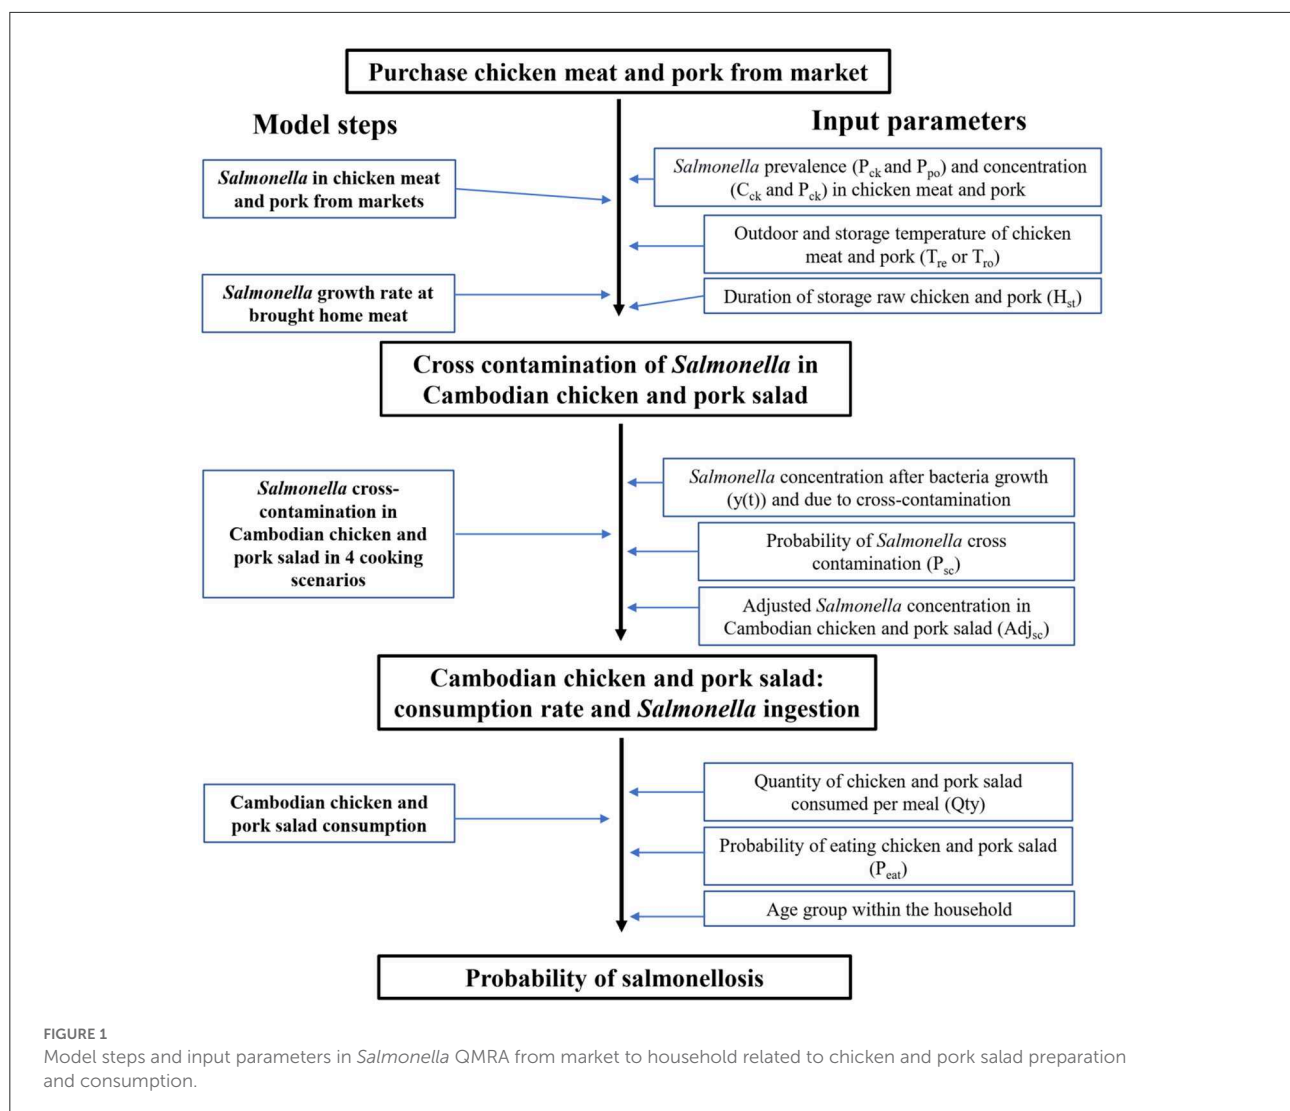 Purchase chicken meat and pork from market
Model steps
Input parameters
Salmonella in chicken meat
and pork from markets
Salmonella prevalence (Pck and Ppo) and concentration
(Cck and Pck) in chicken meat and pork
Outdoor and storage temperature of chicken
meat and pork (Tre or Tro)
Salmonella growth rate at
brought home meat
Duration of storage raw chicken and pork (Hst)
Cross contamination of Salmonella in
Cambodian chicken and pork salad
Salmonella cross-
contamination in
Cambodian chicken and
pork salad in 4 cooking
scenarios
Salmonella concentration after bacteria growth
(y(t)) and due to cross-contamination
Probability of Salmonella cross
contamination (Psc)
Adjusted Salmonella concentration in
Cambodian chicken and pork salad (Adjsc)
Cambodian chicken and pork salad:
consumption rate and Salmonella ingestion
Cambodian chicken and
pork salad consumption
Quantity of chicken and pork salad
consumed per meal (Qty)
Probability of eating chicken and pork salad
(Peat)
Age group within the household
Probability of salmonellosis
FIGURE 1
Model steps and input parameters in Salmonella QMRA from market to household related to chicken and pork salad preparation
and consumption.